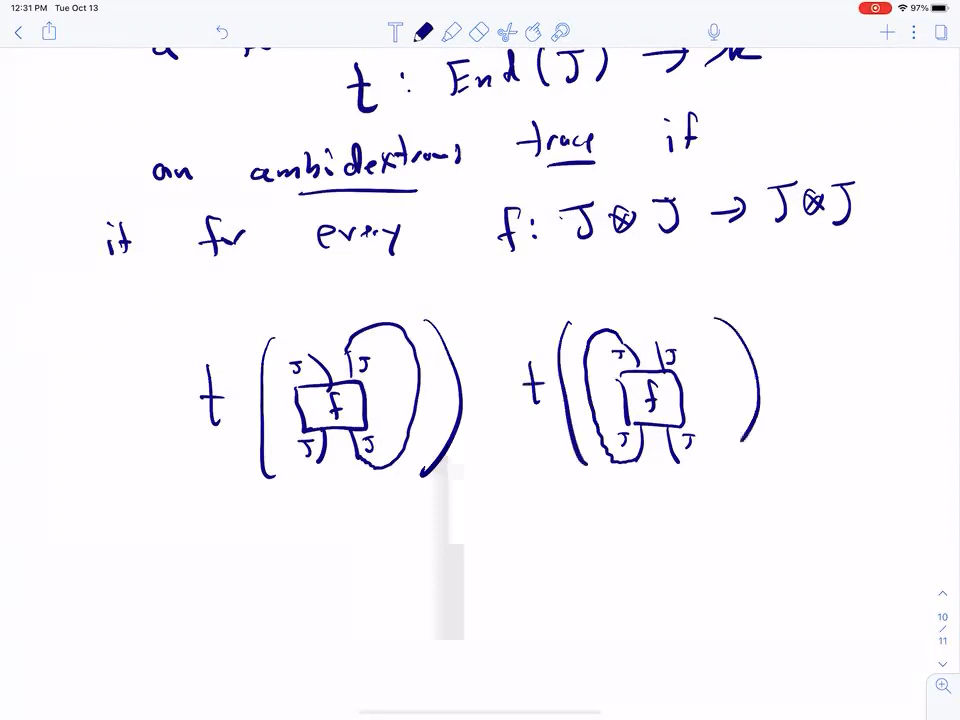 12:31 PM Tue Oct 13
97%
t : End(J) →
an ambidextrous trace if
it for every f: J ⊗ J → J ⊗ J
t ( J J f J J ) t ( J J f J J )
10
/
11